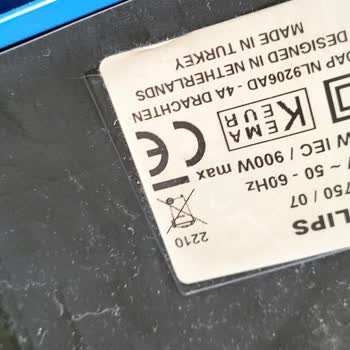 LIPS
750 / 07
V ~ 50 - 60Hz
W IEC / 900W max
2210
CE
KEMA
KEUR
DAP NL9206AD - 4A DRACHTEN
DESIGNED IN NETHERLANDS
MADE IN TURKEY